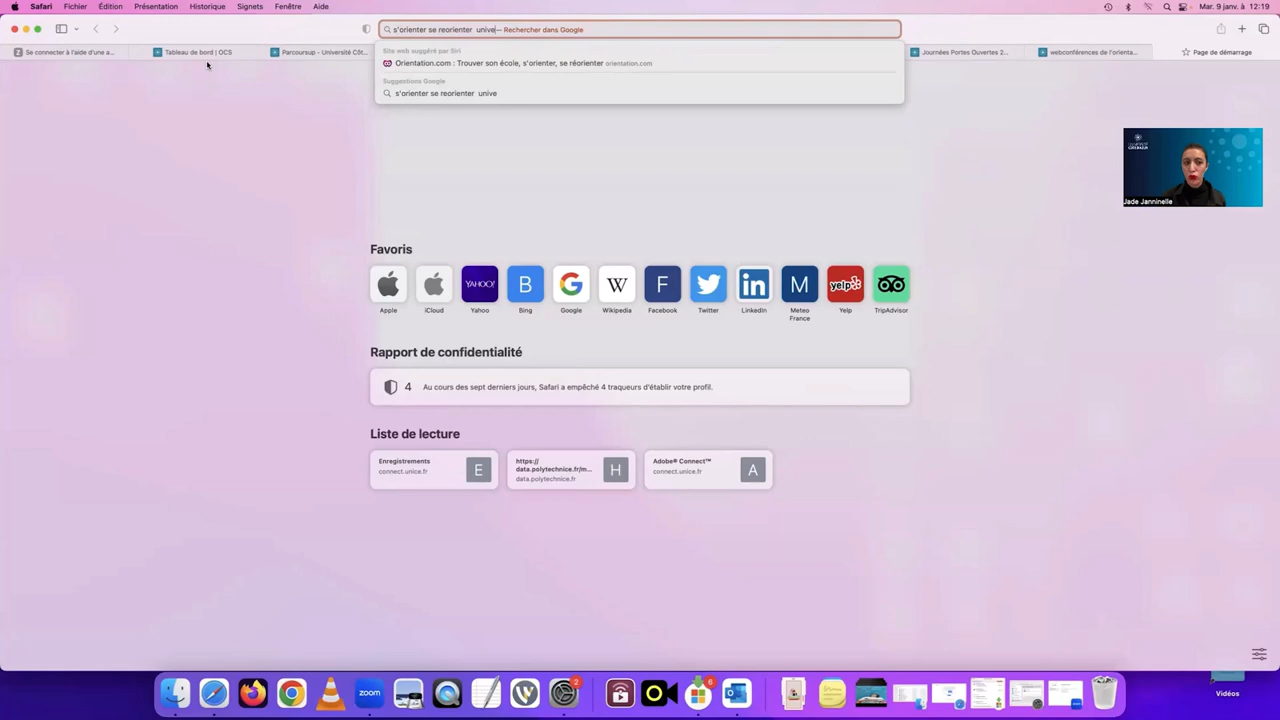 Safari Fichier Édition Présentation Historique Signets Fenêtre Aide Mar. 9 janv. à 12:19
s'orienter se reorienter unive — Rechercher dans Google
Se connecter à l'aide d'une a... Tableau de bord | OCS Parcoursup - Université Côt... Journées Portes Ouvertes 2... webconférences de l'orienta... Page de démarrage
Site web suggéré par Siri
Orientation.com : Trouver son école, s'orienter, se réorienter orientation.com
Suggestions Google
s'orienter se reorienter unive
Jade Janninelle
Favoris
YAHOO! B G W F in M yelp
Apple iCloud Yahoo Bing Google Wikipedia Facebook Twitter LinkedIn Meteo France Yelp TripAdvisor
Rapport de confidentialité
4 Au cours des sept derniers jours, Safari a empêché 4 traqueurs d'établir votre profil.
Liste de lecture
Enregistrements
connect.unice.fr
E
https://
data.polytechnice.fr/m...
data.polytechnice.fr
H
Adobe® Connect™
connect.unice.fr
A
zoom 2 6
Vidéos